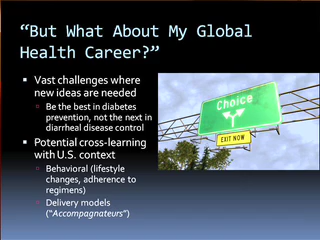 “But What About My Global
Health Career?”
Vast challenges where
new ideas are needed
Be the best in diabetes
prevention, not the next in
diarrheal disease control
Potential cross-learning
with U.S. context
Behavioral (lifestyle
changes, adherence to
regimens)
Delivery models
(“Accompagnateurs”)
Choice
EXIT NOW